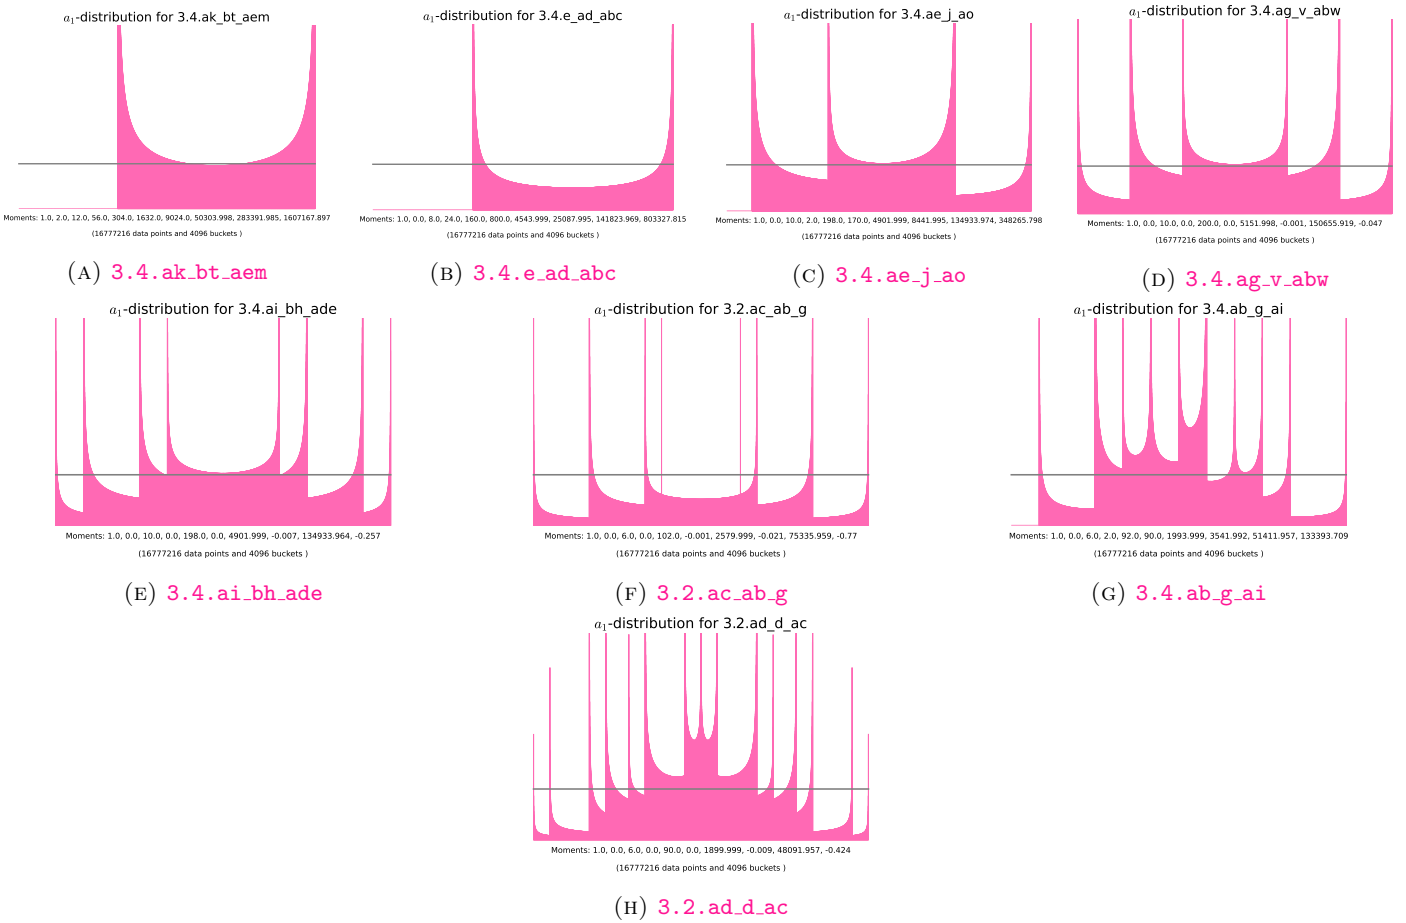 a₁-distribution for 3.4.ak_bt_aem
Moments: 1.0, 2.0, 12.0, 56.0, 304.0, 1632.0, 9024.0, 50303.998, 283391.985, 1607167.897
(16777216 data points and 4096 buckets )
(A) 3.4.ak_bt_aem
a₁-distribution for 3.4.e_ad_abc
Moments: 1.0, 0.0, 8.0, 24.0, 160.0, 800.0, 4543.999, 25087.995, 141823.969, 803327.815
(16777216 data points and 4096 buckets )
(B) 3.4.e_ad_abc
a₁-distribution for 3.4.ae_j_ao
Moments: 1.0, 0.0, 10.0, 2.0, 198.0, 170.0, 4901.999, 8441.995, 134933.974, 348265.798
(16777216 data points and 4096 buckets )
(C) 3.4.ae_j_ao
a₁-distribution for 3.4.ag_v_abw
Moments: 1.0, 0.0, 10.0, 0.0, 200.0, 0.0, 5151.998, -0.001, 150655.919, -0.047
(16777216 data points and 4096 buckets )
(D) 3.4.ag_v_abw
a₁-distribution for 3.4.ai_bh_ade
Moments: 1.0, 0.0, 10.0, 0.0, 198.0, 0.0, 4901.999, -0.007, 134933.964, -0.257
(16777216 data points and 4096 buckets )
(E) 3.4.ai_bh_ade
a₁-distribution for 3.2.ac_ab_g
Moments: 1.0, 0.0, 6.0, 0.0, 102.0, -0.001, 2579.999, -0.021, 75335.959, -0.77
(16777216 data points and 4096 buckets )
(F) 3.2.ac_ab_g
a₁-distribution for 3.4.ab_g_ai
Moments: 1.0, 0.0, 6.0, 2.0, 92.0, 90.0, 1993.999, 3541.992, 51411.957, 133393.709
(16777216 data points and 4096 buckets )
(G) 3.4.ab_g_ai
a₁-distribution for 3.2.ad_d_ac
Moments: 1.0, 0.0, 6.0, 0.0, 90.0, 0.0, 1899.999, -0.009, 48091.957, -0.424
(16777216 data points and 4096 buckets )
(H) 3.2.ad_d_ac